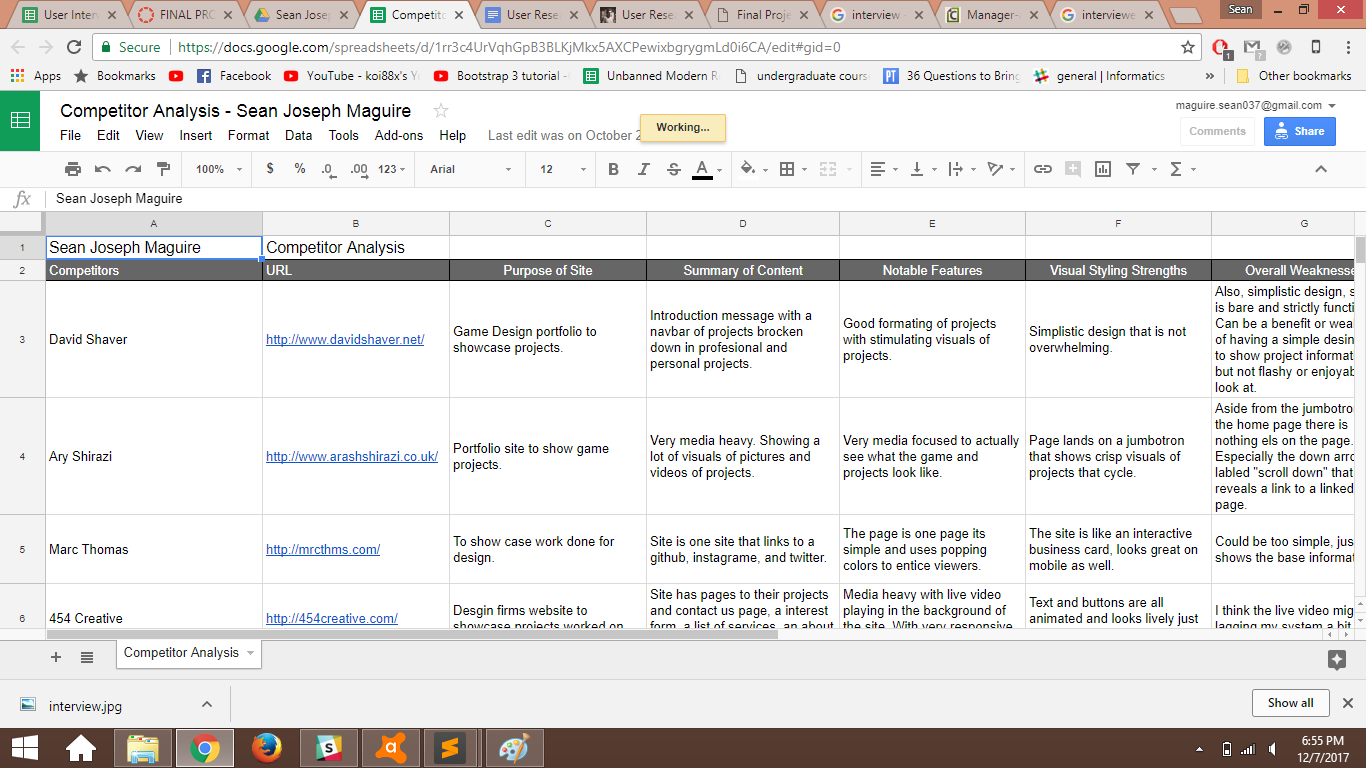 User Interv
FINAL PRO
Sean Josep
Competito
User Resea
User Resea
Final Proje
interview -
Manager-
interviewe
Sean
Secure https://docs.google.com/spreadsheets/d/1rr3c4UrVqhGpB3BLKjMkx5AXCPewixbgrygmLd0i6CA/edit#gid=0
Apps Bookmarks Facebook YouTube - koi88x's Y Bootstrap 3 tutorial - Unbanned Modern R undergraduate cours 36 Questions to Bring general | Informatics » Other bookmarks
Competitor Analysis - Sean Joseph Maguire
maguire.sean037@gmail.com
File Edit View Insert Format Data Tools Add-ons Help Last edit was on October 2
Working...
Comments
Share
100% $ % .0 .00 123 Arial 12 B I S A
fx Sean Joseph Maguire
A B C D E F G
1 Sean Joseph Maguire Competitor Analysis
2 Competitors URL Purpose of Site Summary of Content Notable Features Visual Styling Strengths Overall Weaknesse
3
David Shaver
http://www.davidshaver.net/
Game Design portfolio to
showcase projects.
Introduction message with a
navbar of projects brocken
down in profesional and
personal projects.
Good formating of projects
with stimulating visuals of
projects.
Simplistic design that is not
overwhelming.
Also, simplistic design, s
is bare and strictly functi
Can be a benefit or wea
of having a simple desin
to show project informat
but not flashy or enjoyab
look at.
4
Ary Shirazi
http://www.arashshirazi.co.uk/
Portfolio site to show game
projects.
Very media heavy. Showing a
lot of visuals of pictures and
videos of projects.
Very media focused to actually
see what the game and
projects look like.
Page lands on a jumbotron
that shows crisp visuals of
projects that cycle.
Aside from the jumbotro
the home page there is
nothing els on the page.
Especially the down arro
labled "scroll down" that
reveals a link to a linked
page.
5
Marc Thomas
http://mrcthms.com/
To show case work done for
design.
Site is one site that links to a
github, instagrame, and twitter.
The page is one page its
simple and uses popping
colors to entice viewers.
The site is like an interactive
business card, looks great on
mobile as well.
Could be too simple, jus
shows the base informat
6
454 Creative
http://454creative.com/
Desgin firms website to
showcase projects worked on
Site has pages to their projects
and contact us page, a interest
form, a list of services, an about
Media heavy with live video
playing in the background of
the site. With very responsive
Text and buttons are all
animated and looks lively just
I think the live video mig
lagging my system a bit
Competitor Analysis
interview.jpg
Show all
6:55 PM
12/7/2017